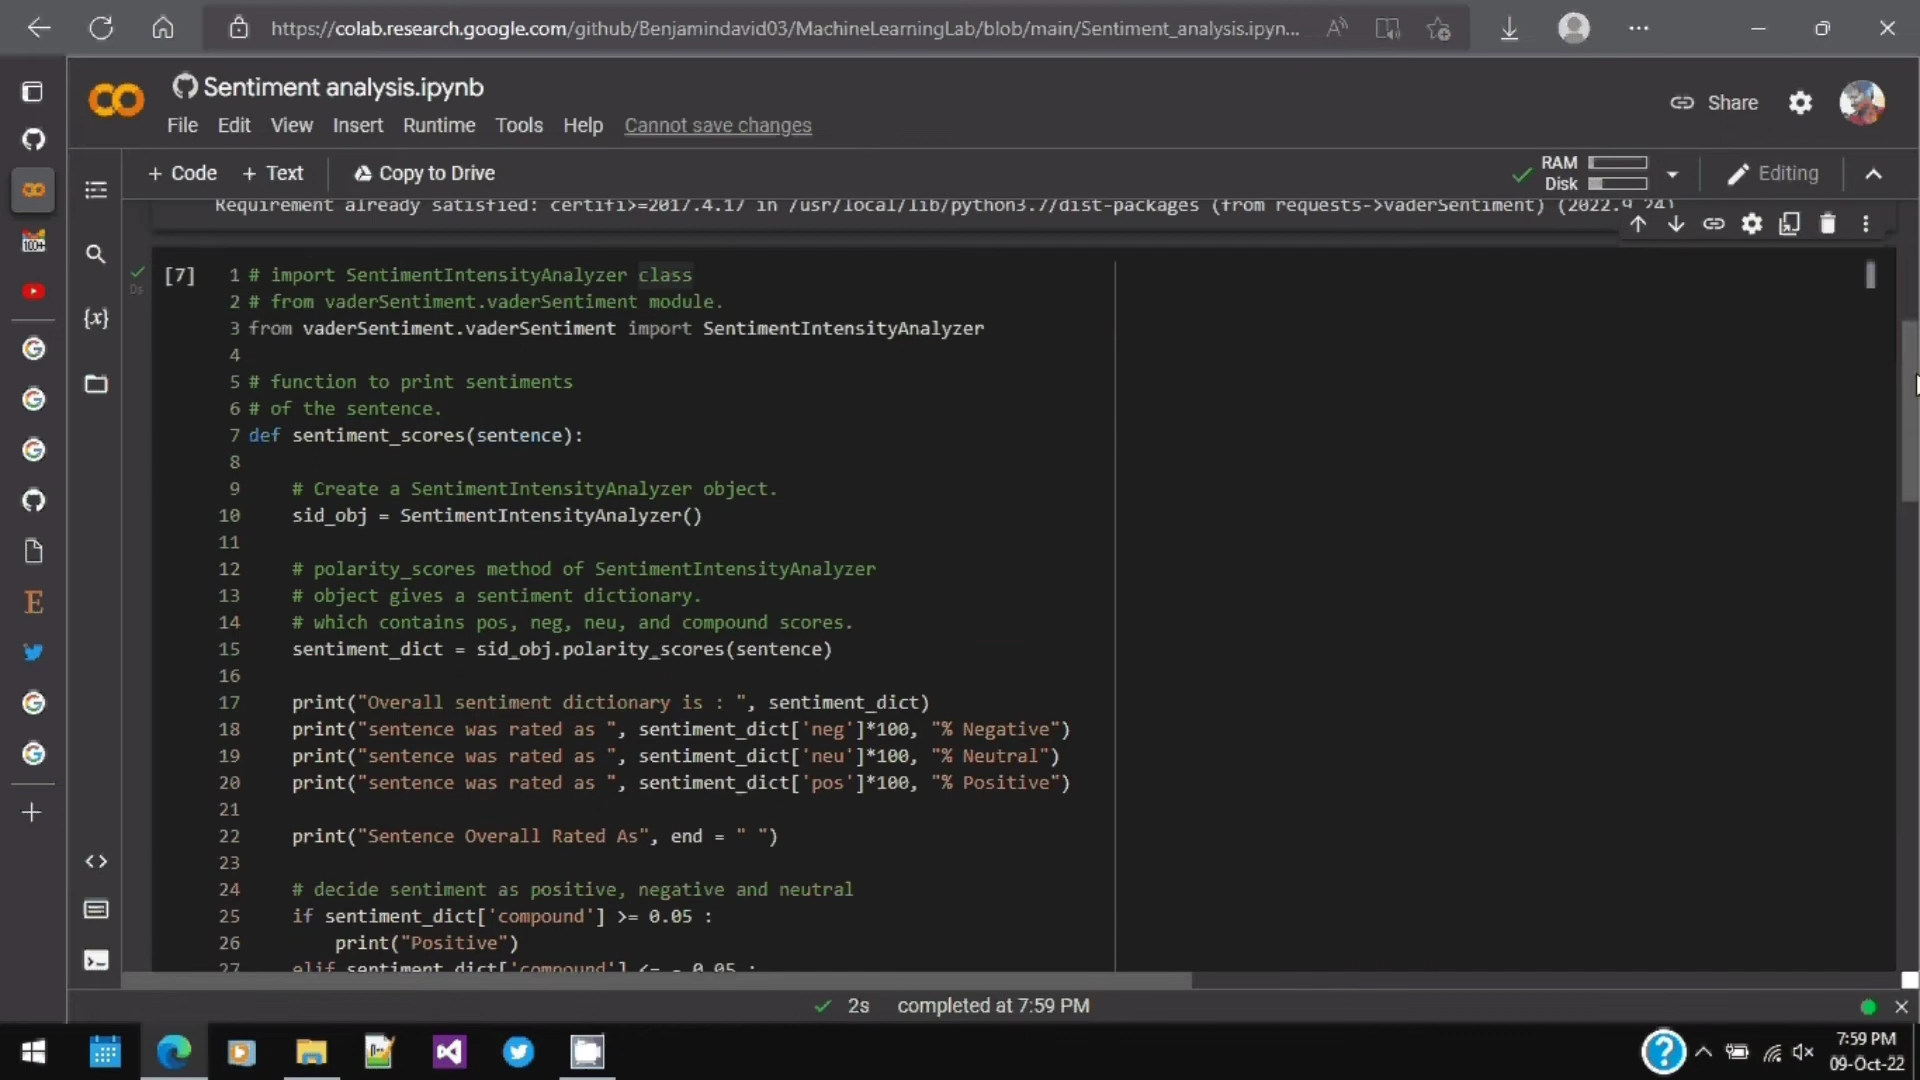 https://colab.research.google.com/github/Benjamindavid03/MachineLearningLab/blob/main/Sentiment_analysis.ipyn...
Sentiment analysis.ipynb
File Edit View Insert Runtime Tools Help Cannot save changes
Share
+ Code + Text Copy to Drive
RAM
Disk
Editing
Requirement already satisfied: certifi>=2017.4.17 in /usr/local/lib/python3.7/dist-packages (from requests->vaderSentiment) (2022.9.24)
[7]
0s
1 # import SentimentIntensityAnalyzer class
2 # from vaderSentiment.vaderSentiment module.
3 from vaderSentiment.vaderSentiment import SentimentIntensityAnalyzer
4
5 # function to print sentiments
6 # of the sentence.
7 def sentiment_scores(sentence):
8
9 # Create a SentimentIntensityAnalyzer object.
10 sid_obj = SentimentIntensityAnalyzer()
11
12 # polarity_scores method of SentimentIntensityAnalyzer
13 # object gives a sentiment dictionary.
14 # which contains pos, neg, neu, and compound scores.
15 sentiment_dict = sid_obj.polarity_scores(sentence)
16
17 print("Overall sentiment dictionary is : ", sentiment_dict)
18 print("sentence was rated as ", sentiment_dict['neg']*100, "% Negative")
19 print("sentence was rated as ", sentiment_dict['neu']*100, "% Neutral")
20 print("sentence was rated as ", sentiment_dict['pos']*100, "% Positive")
21
22 print("Sentence Overall Rated As", end = " ")
23
24 # decide sentiment as positive, negative and neutral
25 if sentiment_dict['compound'] >= 0.05 :
26 print("Positive")
27 elif sentiment_dict['compound'] <= - 0.05 :
2s completed at 7:59 PM
7:59 PM
09-Oct-22